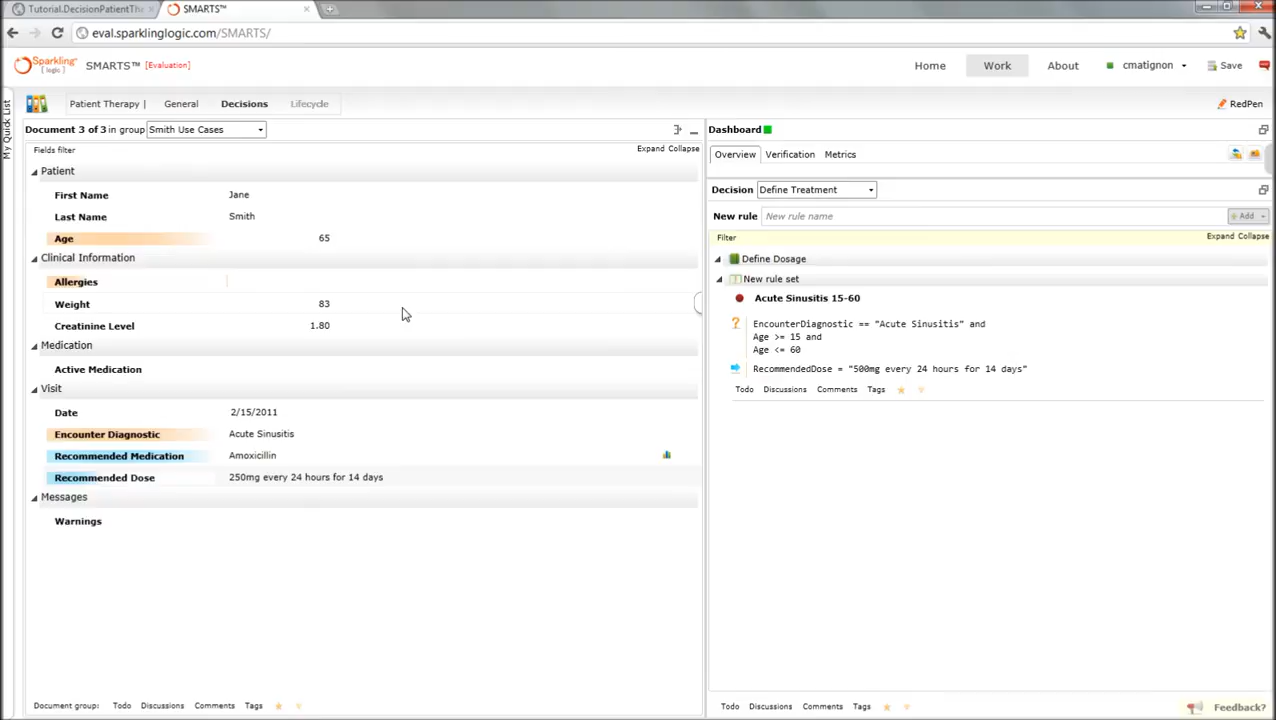 Tutorial.DecisionPatientThe
SMARTS™
eval.sparklinglogic.com/SMARTS/
Sparkling
[ logic ]
SMARTS™ [Evaluation]
Home
Work
About
cmatignon
Save
My Quick List
Patient Therapy |
General
Decisions
Lifecycle
RedPen
Document 3 of 3 in group
Smith Use Cases
Fields filter
Expand Collapse
Patient
First Name Jane
Last Name Smith
Age 65
Clinical Information
Allergies
Weight 83
Creatinine Level 1.80
Medication
Active Medication
Visit
Date 2/15/2011
Encounter Diagnostic Acute Sinusitis
Recommended Medication Amoxicillin
Recommended Dose 250mg every 24 hours for 14 days
Messages
Warnings
Document group: Todo Discussions Comments Tags
Dashboard
Overview Verification Metrics
Decision Define Treatment
New rule New rule name Add
Filter
Expand Collapse
Define Dosage
New rule set
Acute Sinusitis 15-60
EncounterDiagnostic == "Acute Sinusitis" and
Age >= 15 and
Age <= 60
RecommendedDose = "500mg every 24 hours for 14 days"
Todo Discussions Comments Tags
Todo Discussions Comments Tags
Feedback?